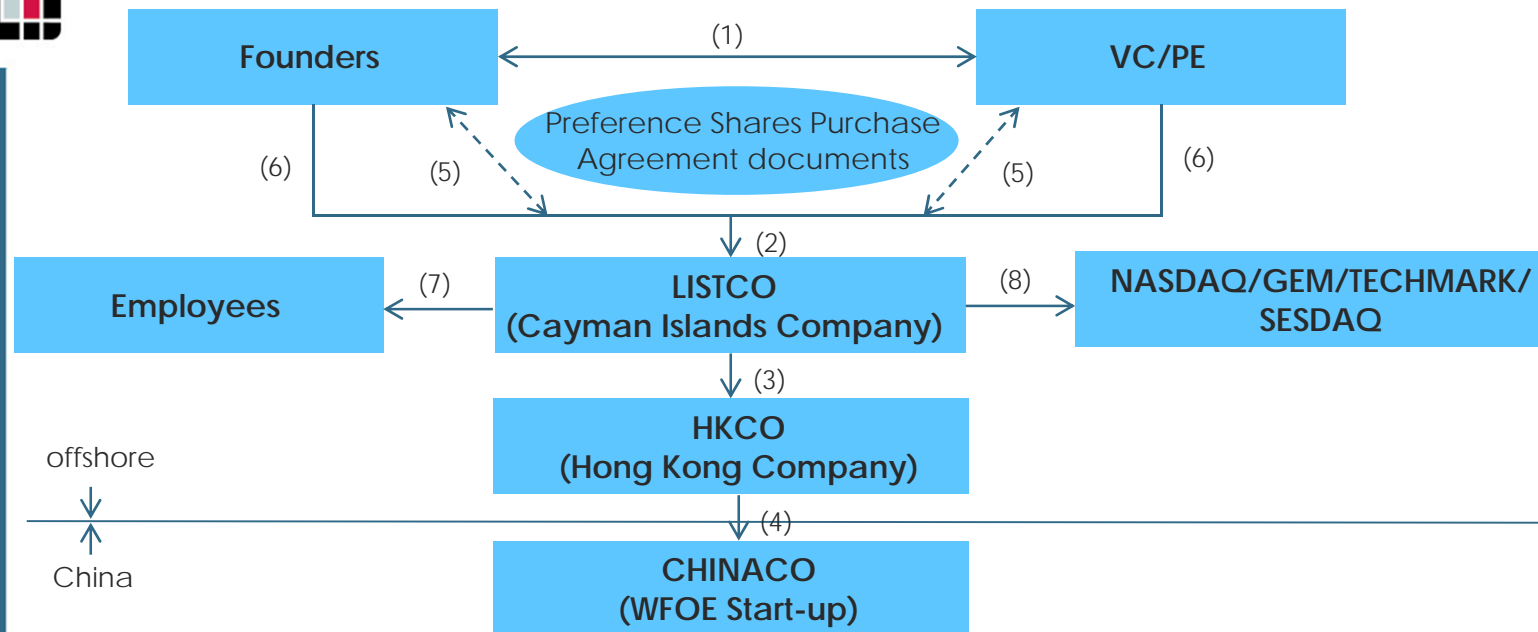 (1)
Founders
VC/PE
Preference Shares Purchase
Agreement documents
(6)
(5)
(5)
(6)
(2)
Employees
(7)
LISTCO
(Cayman Islands Company)
(8)
NASDAQ/GEM/TECHMARK/
SESDAQ
(3)
HKCO
(Hong Kong Company)
offshore
(4)
China
CHINACO
(WFOE Start-up)